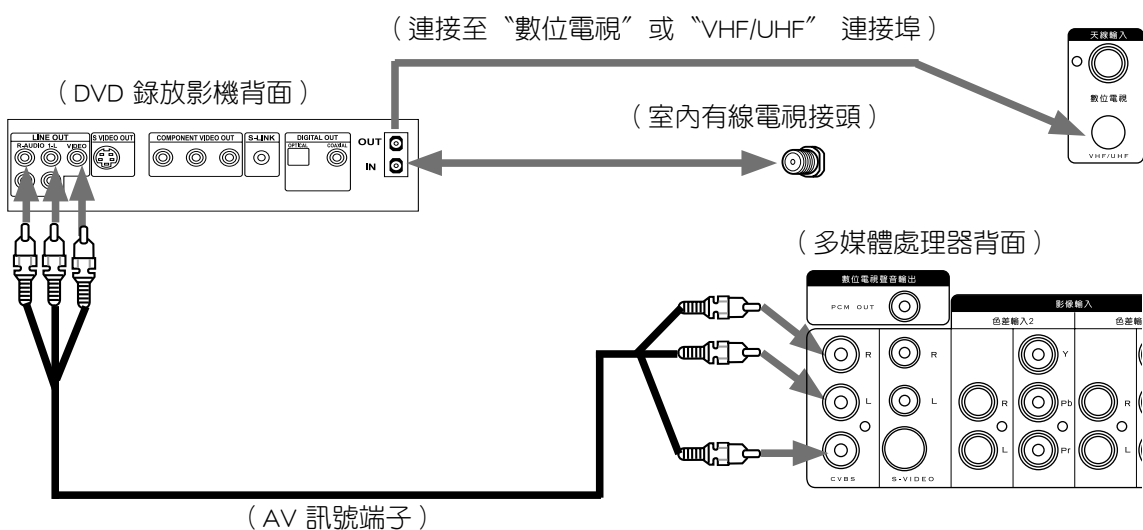 （連接至 〝數位電視〞或〝VHF/UHF〞 連接埠）
天線輸入
數位電視
VHF/UHF
（DVD 錄放影機背面）
（室內有線電視接頭）
LINE OUT
R-AUDIO 1-L VIDEO
S VIDEO OUT
COMPONENT VIDEO OUT
S-LINK
DIGITAL OUT
OPTICAL COAXIAL
OUT
IN
（多媒體處理器背面）
數位電視聲音輸出
PCM OUT
影像輸入
色差輸入2
色差輸
R R Y R
L L R Pb L
L Pr
CVBS S-VIDEO
（AV 訊號端子）